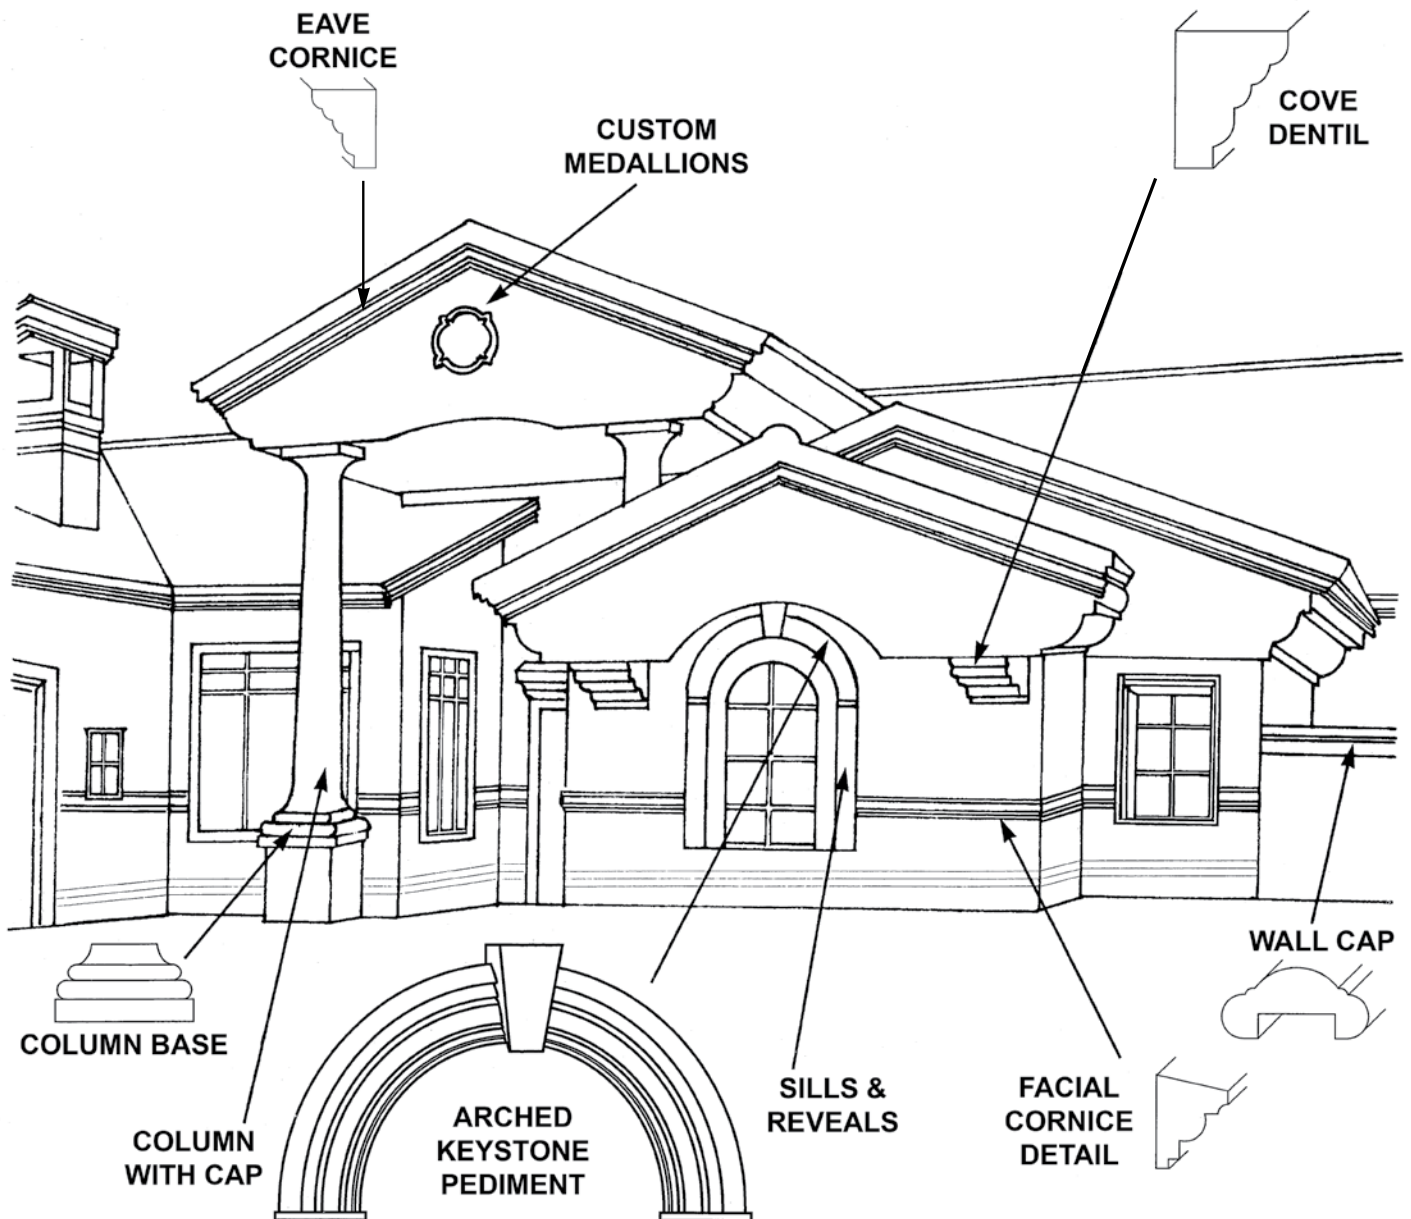 EAVE
CORNICE
CUSTOM
MEDALLIONS
COVE
DENTIL
WALL CAP
COLUMN BASE
COLUMN
WITH CAP
ARCHED
KEYSTONE
PEDIMENT
SILLS &
REVEALS
FACIAL
CORNICE
DETAIL